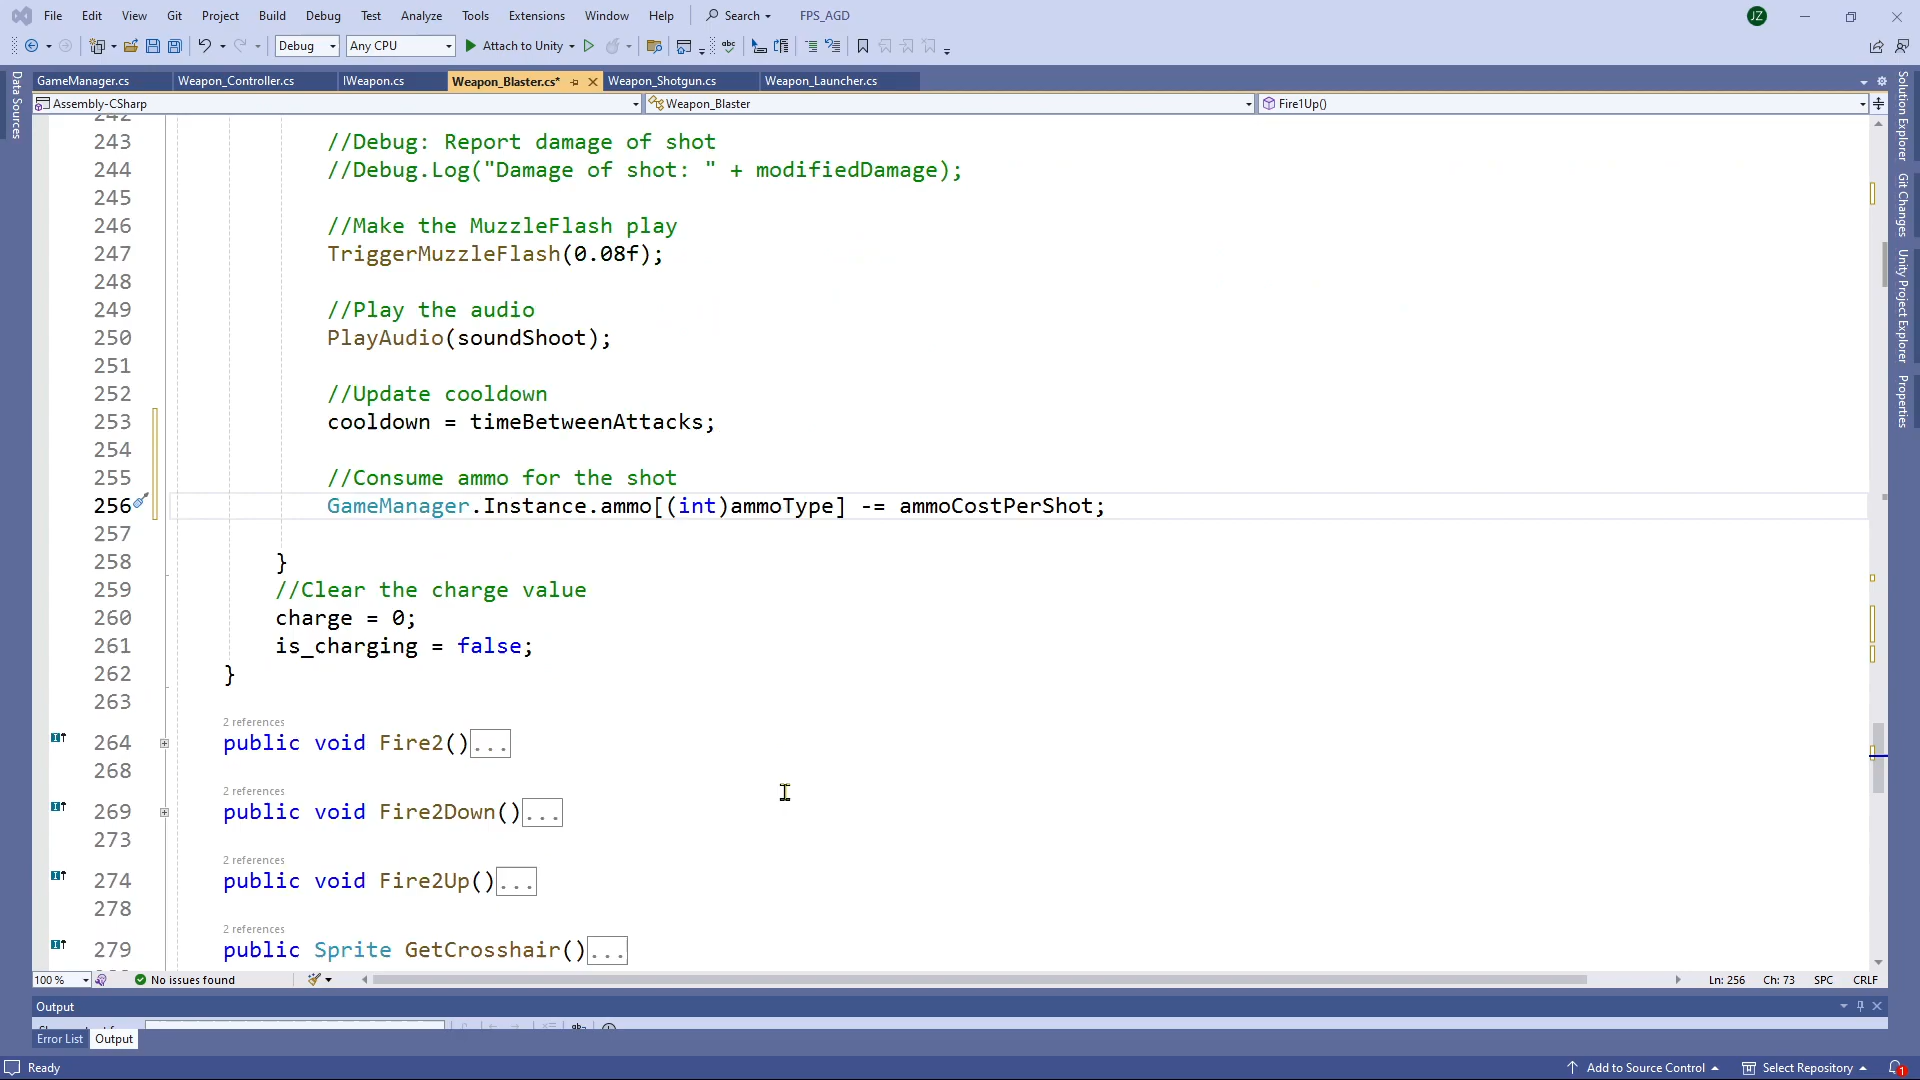 File Edit View Git Project Build Debug Test Analyze Tools Extensions Window Help Search FPS_AGD JZ
Debug Any CPU Attach to Unity
GameManager.cs Weapon_Controller.cs IWeapon.cs Weapon_Blaster.cs* Weapon_Shotgun.cs Weapon_Launcher.cs
Assembly-CSharp Weapon_Blaster Fire1Up()
Data Sources
Solution Explorer
Git Changes
Unity Project Explorer
Properties
242
243 //Debug: Report damage of shot
244 //Debug.Log("Damage of shot: " + modifiedDamage);
245
246 //Make the MuzzleFlash play
247 TriggerMuzzleFlash(0.08f);
248
249 //Play the audio
250 PlayAudio(soundShoot);
251
252 //Update cooldown
253 cooldown = timeBetweenAttacks;
254
255 //Consume ammo for the shot
256 GameManager.Instance.ammo[(int)ammoType] -= ammoCostPerShot;
257
258 }
259 //Clear the charge value
260 charge = 0;
261 is_charging = false;
262 }
263
2 references
264 public void Fire2()...
268
2 references
269 public void Fire2Down()...
273
2 references
274 public void Fire2Up()...
278
2 references
279 public Sprite GetCrosshair()...
100 % No issues found Ln: 256 Ch: 73 SPC CRLF
Output
Error List Output
Ready Add to Source Control Select Repository 1